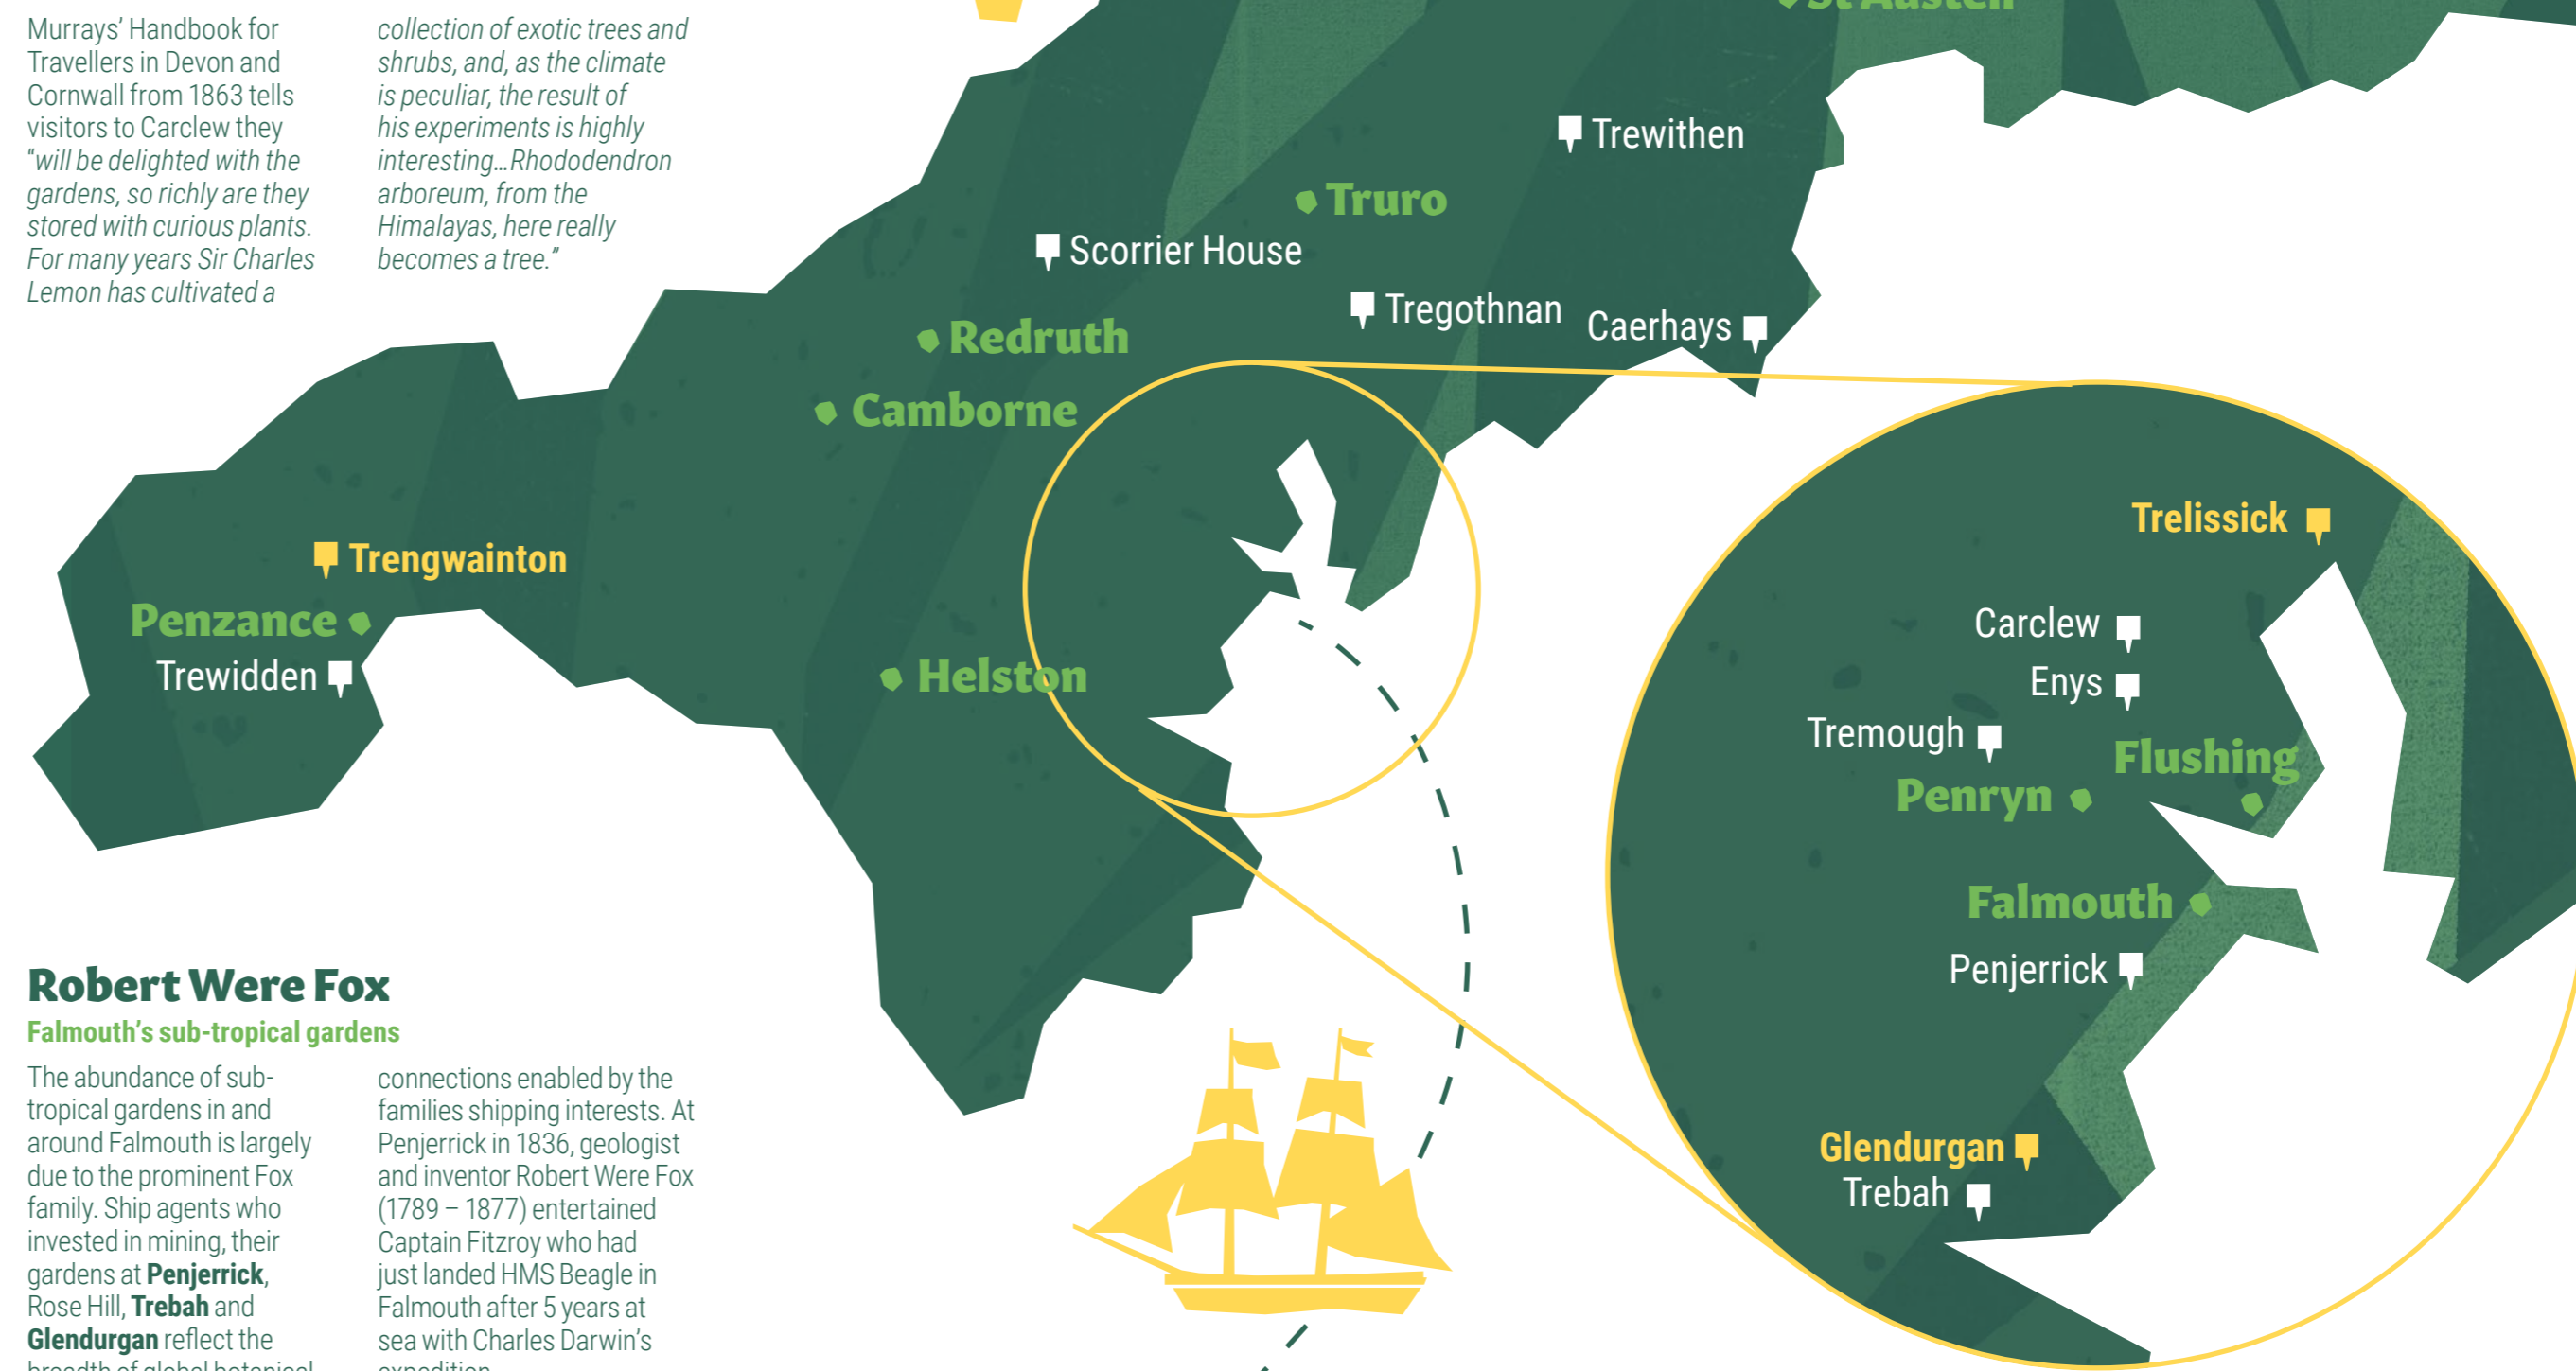 Murrays’ Handbook for
Travellers in Devon and
Cornwall from 1863 tells
visitors to Carclew they
“will be delighted with the
gardens, so richly are they
stored with curious plants.
For many years Sir Charles
Lemon has cultivated a
collection of exotic trees and
shrubs, and, as the climate
is peculiar, the result of
his experiments is highly
interesting...Rhododendron
arboreum, from the
Himalayas, here really
becomes a tree.”
St Austell
Trewithen
Truro
Scorrier House
Tregothnan
Caerhays
Redruth
Camborne
Trengwainton
Penzance
Trewidden
Helston
Trelissick
Carclew
Enys
Tremough
Flushing
Penryn
Falmouth
Penjerrick
Glendurgan
Trebah
Robert Were Fox
Falmouth’s sub-tropical gardens
The abundance of sub-
tropical gardens in and
around Falmouth is largely
due to the prominent Fox
family. Ship agents who
invested in mining, their
gardens at Penjerrick,
Rose Hill, Trebah and
Glendurgan reflect the
breadth of global botanical
connections enabled by the
families shipping interests. At
Penjerrick in 1836, geologist
and inventor Robert Were Fox
(1789 – 1877) entertained
Captain Fitzroy who had
just landed HMS Beagle in
Falmouth after 5 years at
sea with Charles Darwin’s
expedition